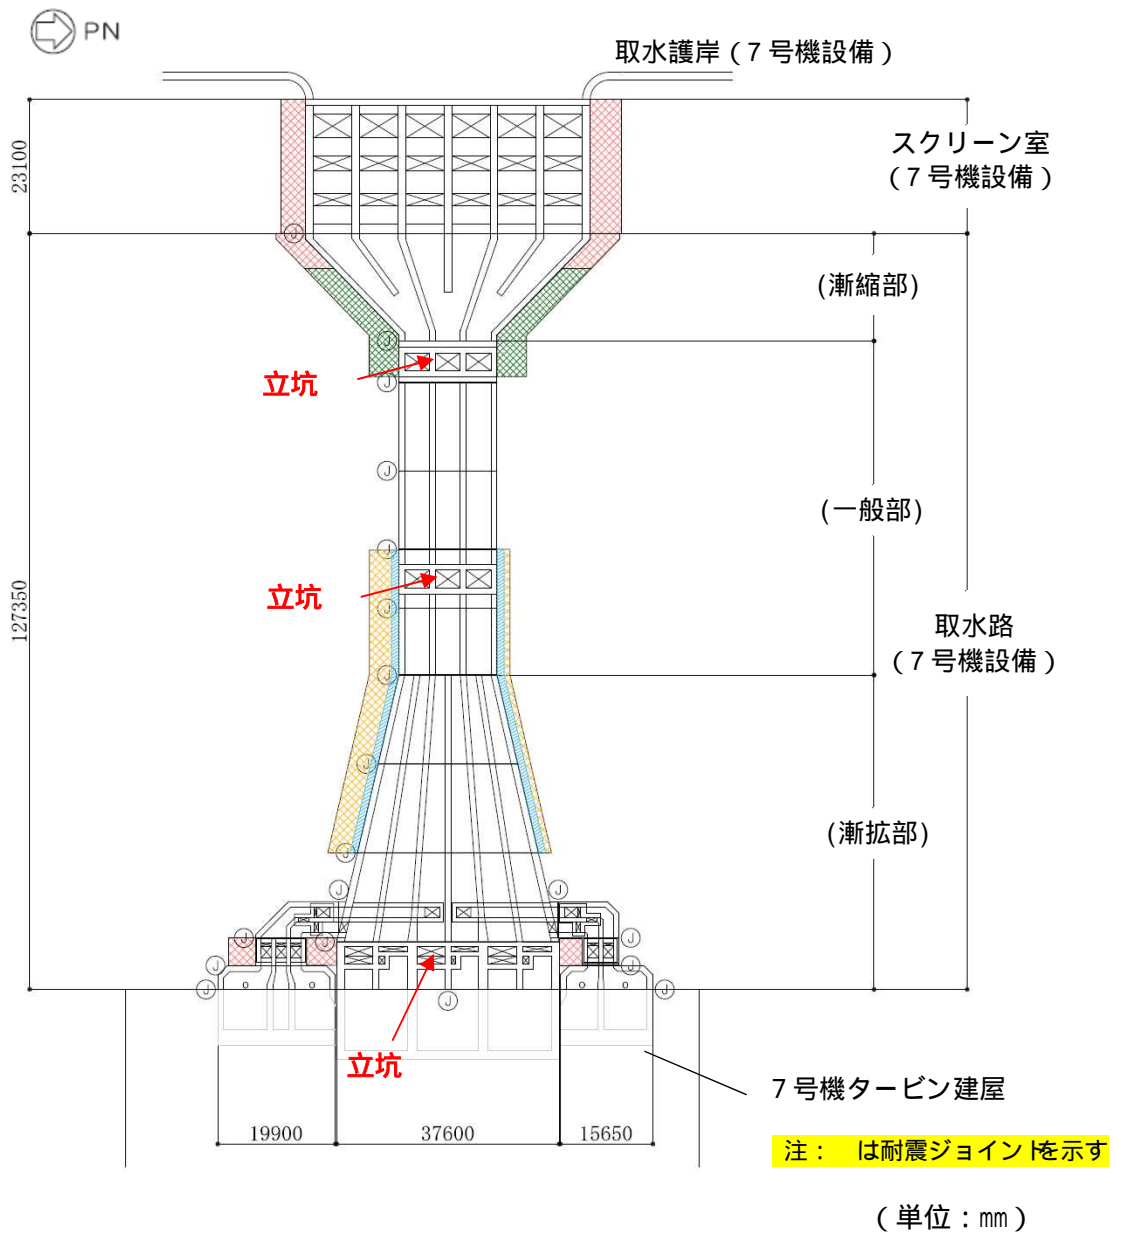 PN
取水護岸（７号機設備）
23100
スクリーン室
（７号機設備）
J
(漸縮部)
J
立坑
J
J
(一般部)
J
立坑
J
127350
取水路
（７号機設備）
J
J
(漸拡部)
J
J
J
J
J
J
J
J
J
J
J
立坑
７号機タービン建屋
19900
37600
15650
注：　は耐震ジョイントを示す
（単位：㎜）